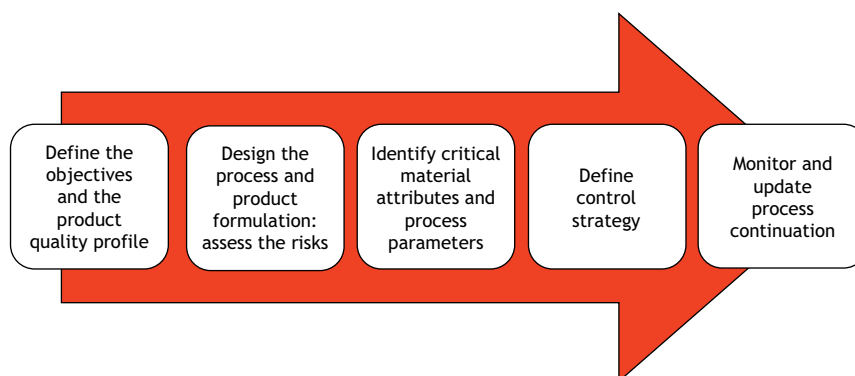 Define the
objectives
and the
product
quality profile
Design the
process and
product
formulation:
assess the risks
Identify critical
material
attributes and
process
parameters
Define
control
strategy
Monitor and
update
process
continuation